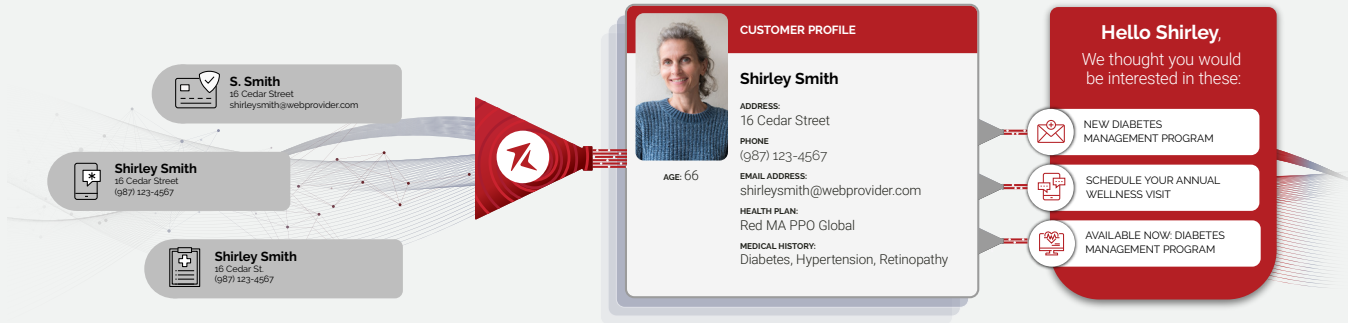 S. Smith
16 Cedar Street
shirleysmith@webprovider.com
Shirley Smith
16 Cedar Street
(987) 123-4567
Shirley Smith
16 Cedar St.
(987) 123-4567
CUSTOMER PROFILE
AGE: 66
Shirley Smith
ADDRESS:
16 Cedar Street
PHONE
(987) 123-4567
EMAIL ADDRESS:
shirleysmith@webprovider.com
HEALTH PLAN:
Red MA PPO Global
MEDICAL HISTORY:
Diabetes, Hypertension, Retinopathy
Hello Shirley,
We thought you would
be interested in these:
NEW DIABETES
MANAGEMENT PROGRAM
SCHEDULE YOUR ANNUAL
WELLNESS VISIT
AVAILABLE NOW: DIABETES
MANAGEMENT PROGRAM